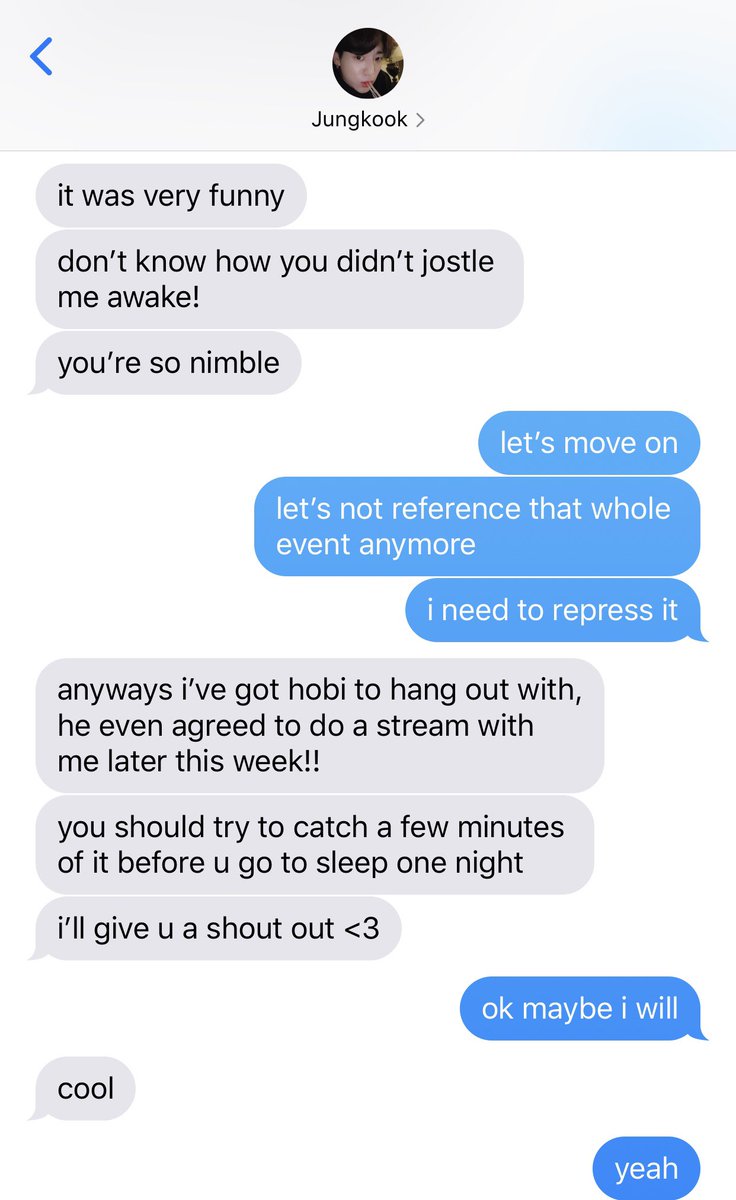 Jungkook
it was very funny
don’t know how you didn’t jostle
me awake!
you’re so nimble
let’s move on
let’s not reference that whole
event anymore
i need to repress it
anyways i’ve got hobi to hang out with,
he even agreed to do a stream with
me later this week!!
you should try to catch a few minutes
of it before u go to sleep one night
i’ll give u a shout out <3
ok maybe i will
cool
yeah